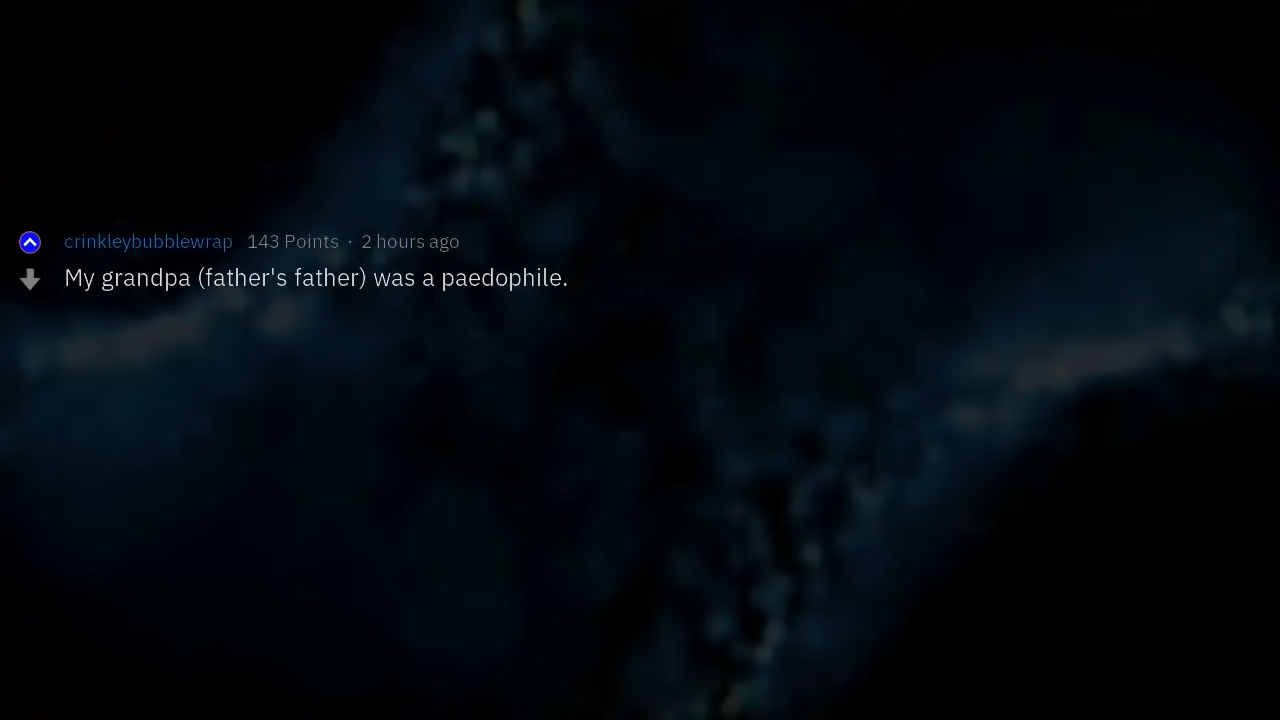 crinkleybubblewrap 143 Points · 2 hours ago
My grandpa (father's father) was a paedophile.